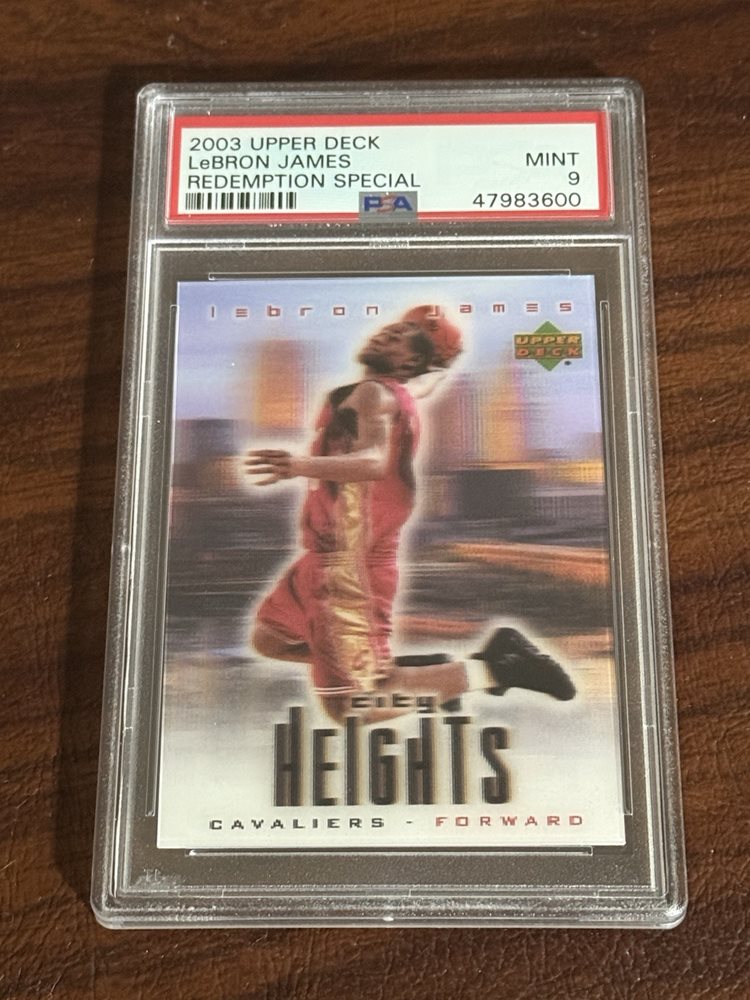 2003 UPPER DECK
LeBRON JAMES MINT
REDEMPTION SPECIAL 9
PSA 47983600
lebron james
UPPER
DECK
city
HEIGHTS
CAVALIERS - FORWARD